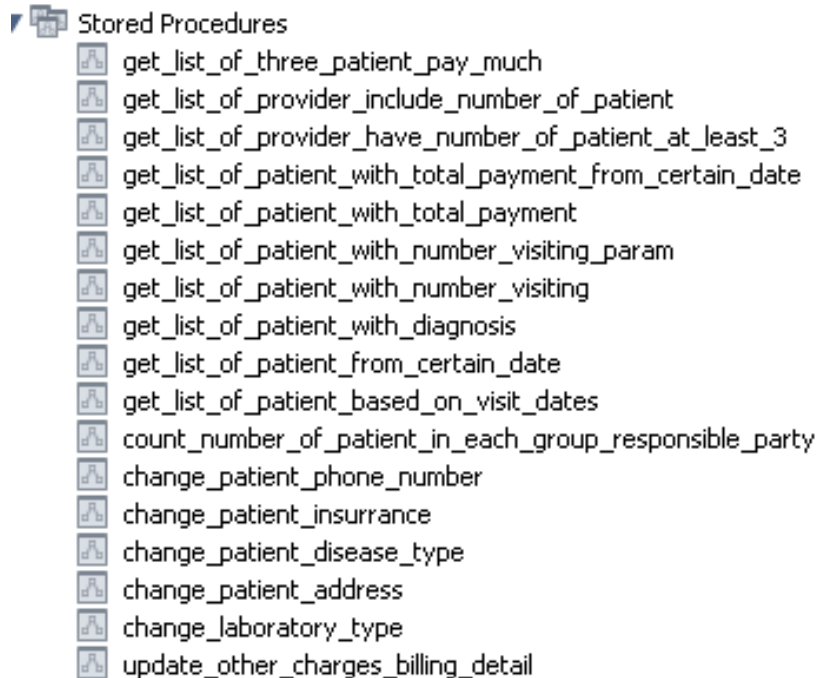 Stored Procedures
get_list_of_three_patient_pay_much
get_list_of_provider_include_number_of_patient
get_list_of_provider_have_number_of_patient_at_least_3
get_list_of_patient_with_total_payment_from_certain_date
get_list_of_patient_with_total_payment
get_list_of_patient_with_number_visiting_param
get_list_of_patient_with_number_visiting
get_list_of_patient_with_diagnosis
get_list_of_patient_from_certain_date
get_list_of_patient_based_on_visit_dates
count_number_of_patient_in_each_group_responsible_party
change_patient_phone_number
change_patient_insurrance
change_patient_disease_type
change_patient_address
change_laboratory_type
update_other_charges_billing_detail